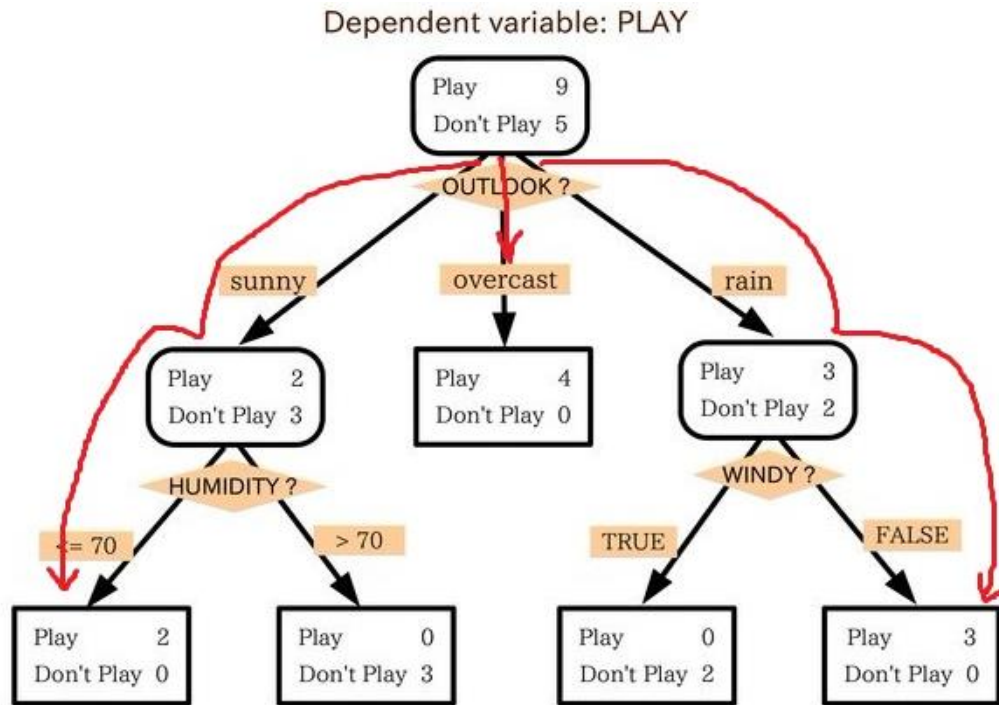 Dependent variable: PLAY
Play 9
Don't Play 5
OUTLOOK ?
sunny
overcast
rain
Play 2
Don't Play 3
Play 4
Don't Play 0
Play 3
Don't Play 2
HUMIDITY ?
WINDY ?
<= 70
> 70
TRUE
FALSE
Play 2
Don't Play 0
Play 0
Don't Play 3
Play 0
Don't Play 2
Play 3
Don't Play 0